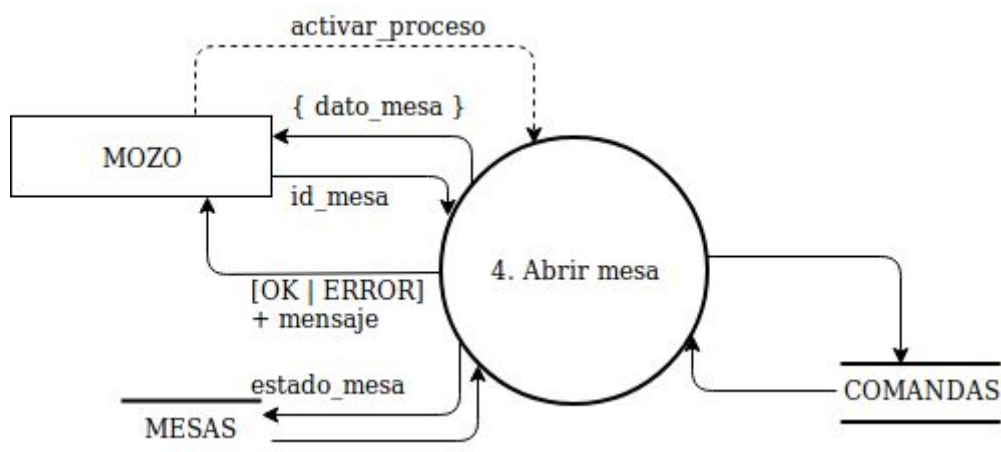 activar_proceso
{ dato_mesa }
MOZO
id_mesa
4. Abrir mesa
[OK | ERROR]
+ mensaje
estado_mesa
COMANDAS
MESAS